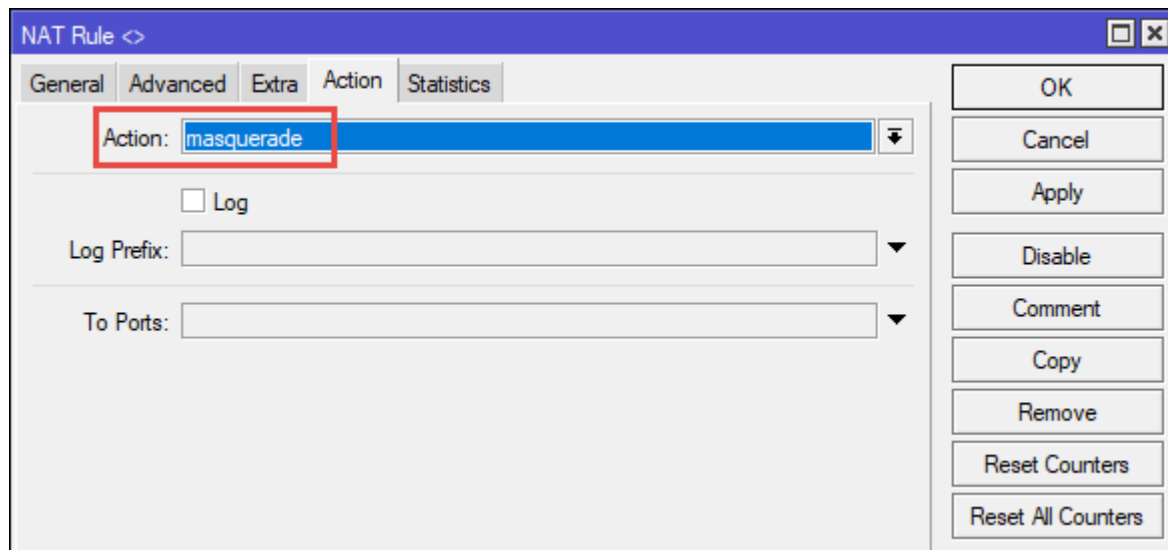 NAT Rule <>
General Advanced Extra Action Statistics
Action: masquerade
Log
Log Prefix:
To Ports:
OK
Cancel
Apply
Disable
Comment
Copy
Remove
Reset Counters
Reset All Counters